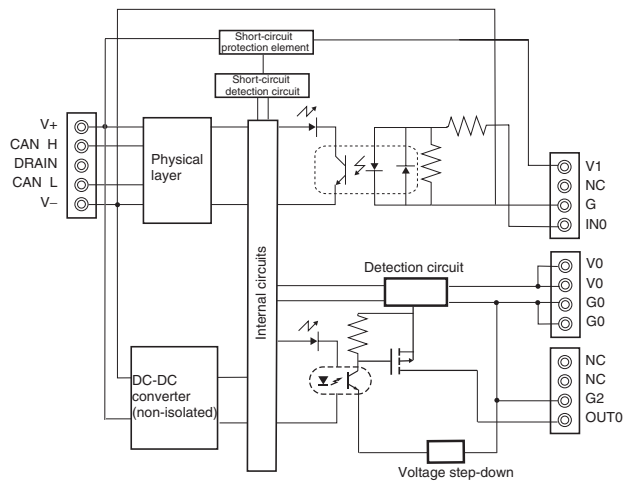 Short-circuit
protection element
Short-circuit
detection circuit
V+
CAN H
DRAIN
CAN L
V–
Physical
layer
V1
NC
G
IN0
Internal circuits
Detection circuit
V0
V0
G0
G0
DC-DC
converter
(non-isolated)
NC
NC
G2
OUT0
Voltage step-down